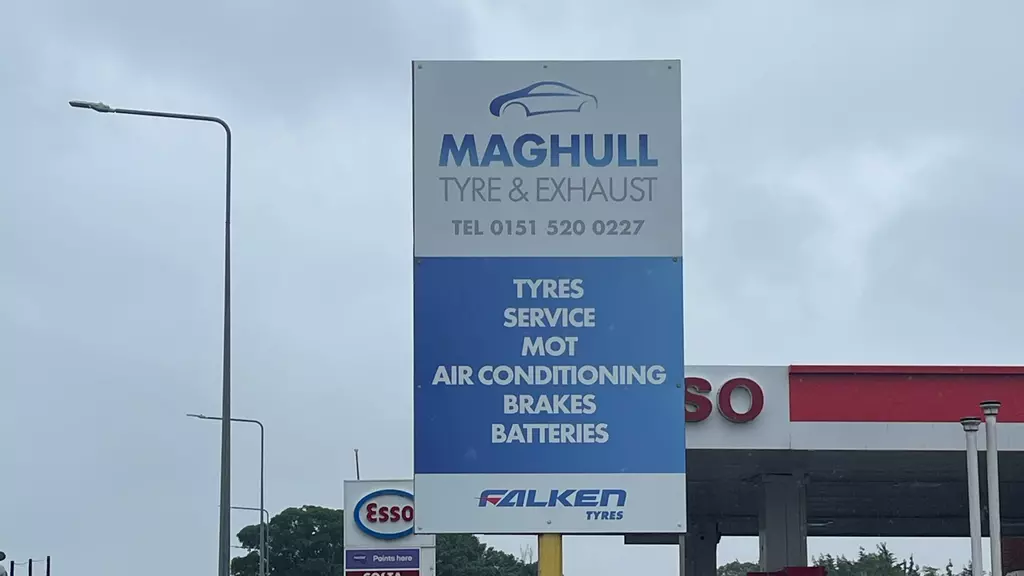 MAGHULL
TYRE & EXHAUST
TEL 0151 520 0227
TYRES
SERVICE
MOT
AIR CONDITIONING
BRAKES
BATTERIES
FALKEN
TYRES
SO
Esso
Points here
COSTA